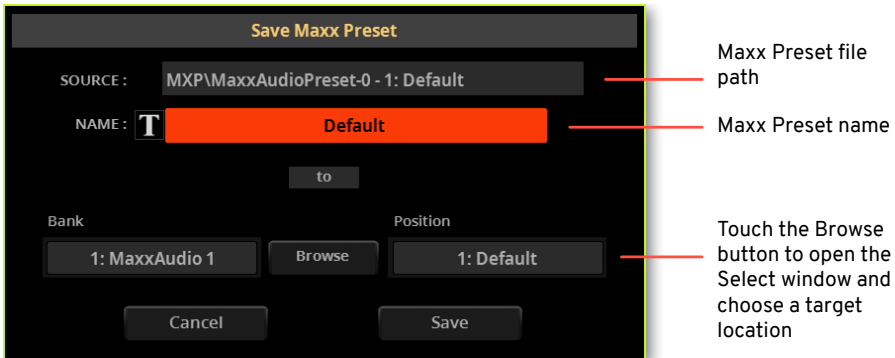 Save Maxx Preset
SOURCE :
MXP\MaxxAudioPreset-0 - 1: Default
NAME :
T
Default
to
Bank
Position
1: MaxxAudio 1
Browse
1: Default
Cancel
Save
Maxx Preset file
path
Maxx Preset name
Touch the Browse
button to open the
Select window and
choose a target
location